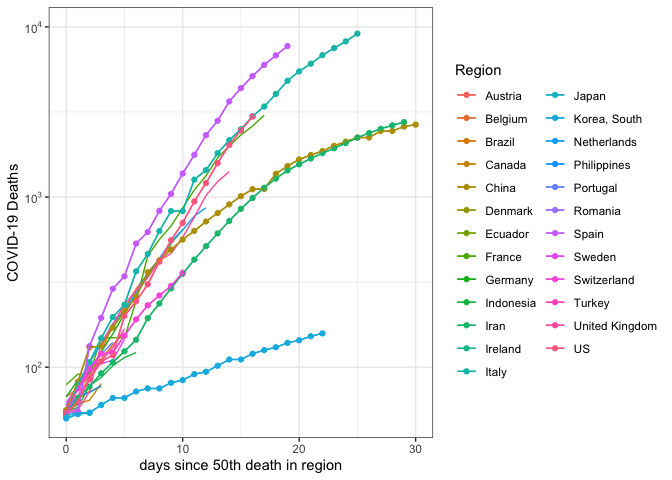 10^4
10^3
10^2
COVID-19 Deaths
0
10
20
30
days since 50th death in region
Region
Austria
Belgium
Brazil
Canada
China
Denmark
Ecuador
France
Germany
Indonesia
Iran
Ireland
Italy
Japan
Korea, South
Netherlands
Philippines
Portugal
Romania
Spain
Sweden
Switzerland
Turkey
United Kingdom
US